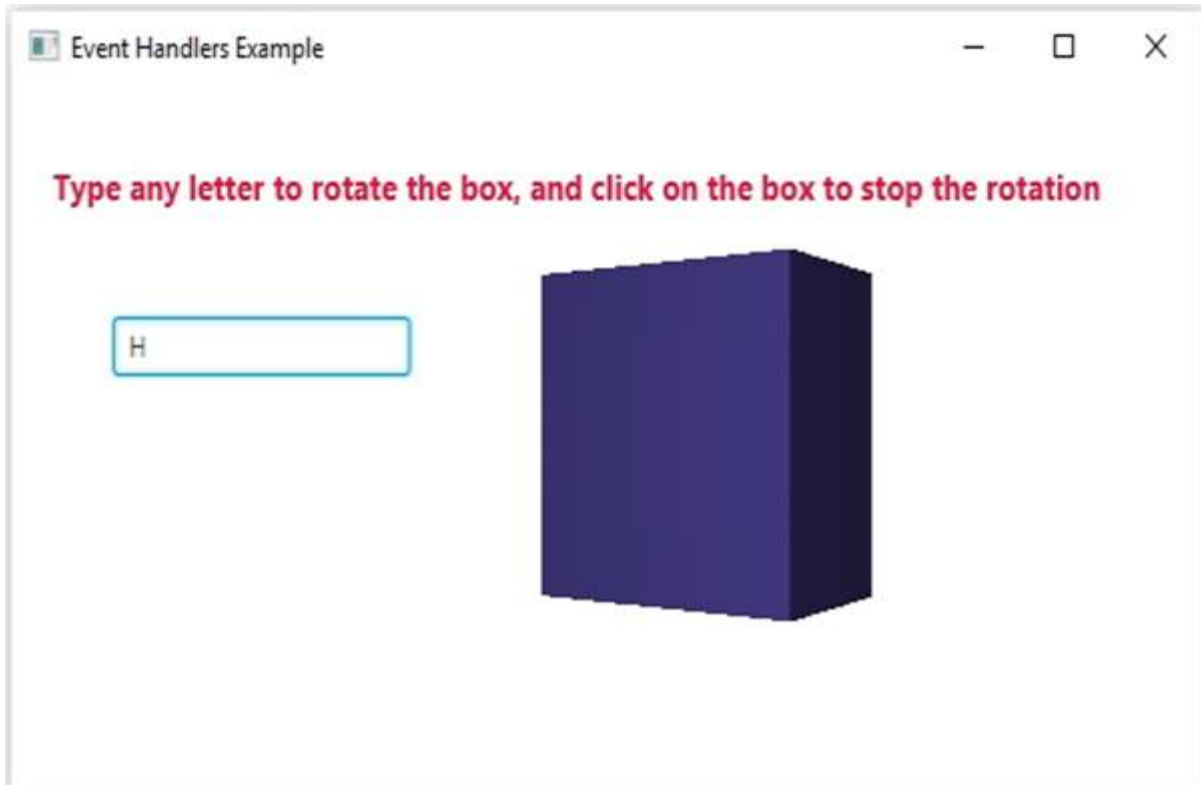 Event Handlers Example
Type any letter to rotate the box, and click on the box to stop the rotation
H